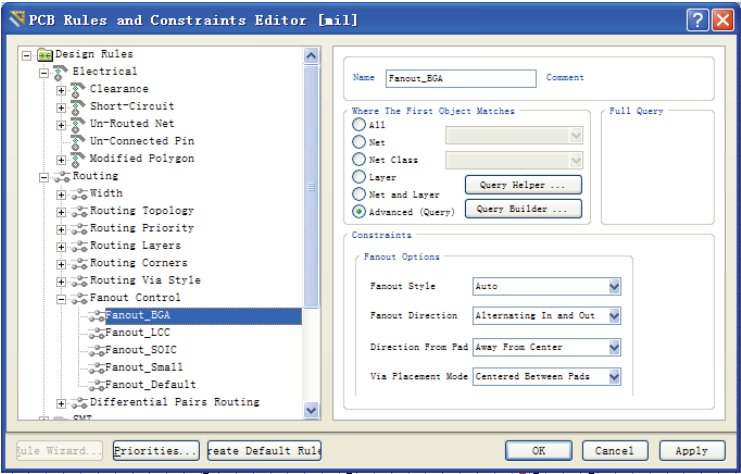 PCB Rules and Constraints Editor [mil]
Design Rules
Electrical
Clearance
Short-Circuit
Un-Routed Net
Un-Connected Pin
Modified Polygon
Routing
Width
Routing Topology
Routing Priority
Routing Layers
Routing Corners
Routing Via Style
Fanout Control
Fanout_BGA
Fanout_LCC
Fanout_SOIC
Fanout_Small
Fanout_Default
Differential Pairs Routing
SMT
Name Fanout_BGA Comment
Where The First Object Matches
All
Net
Net Class
Layer
Net and Layer
Advanced (Query)
Query Helper ...
Query Builder ...
Full Query
Constraints
Fanout Options
Fanout Style Auto
Fanout Direction Alternating In and Out
Direction From Pad Away From Center
Via Placement Mode Centered Between Pads
Rule Wizard... Priorities... reate Default Rule OK Cancel Apply